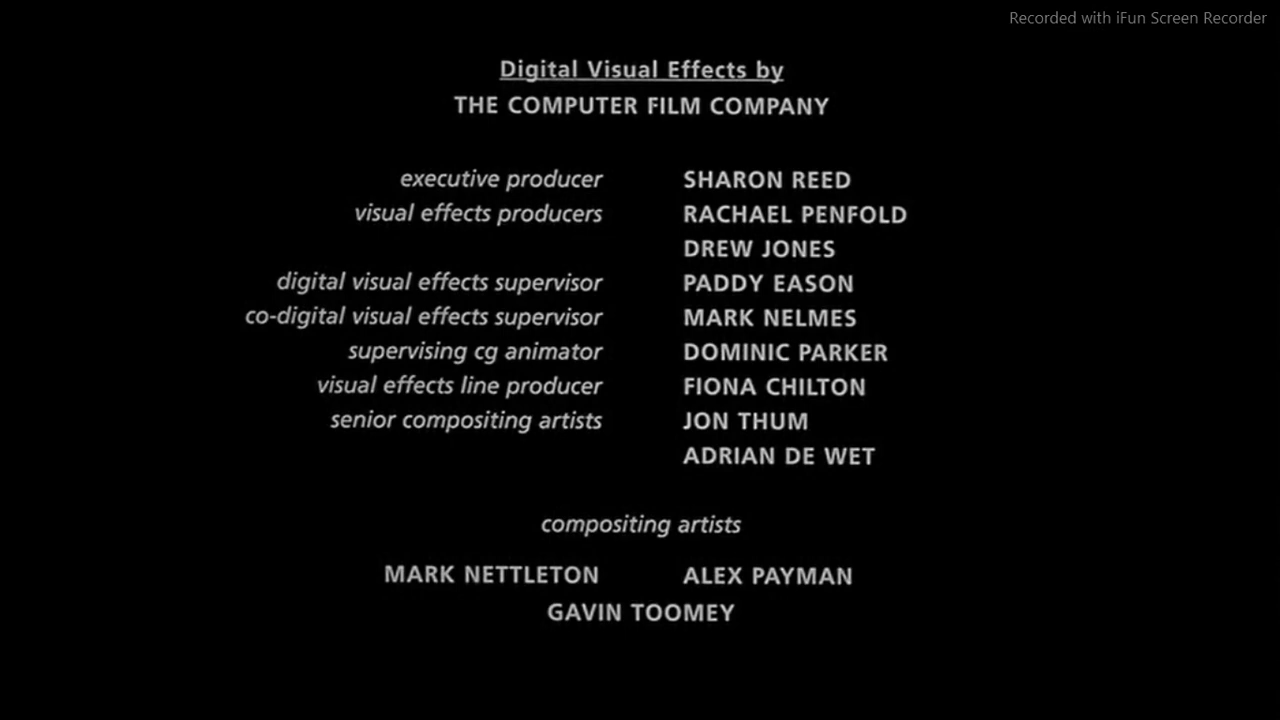 Recorded with iFun Screen Recorder
Digital Visual Effects by
THE COMPUTER FILM COMPANY
executive producer SHARON REED
visual effects producers RACHAEL PENFOLD
DREW JONES
digital visual effects supervisor PADDY EASON
co-digital visual effects supervisor MARK NELMES
supervising cg animator DOMINIC PARKER
visual effects line producer FIONA CHILTON
senior compositing artists JON THUM
ADRIAN DE WET
compositing artists
MARK NETTLETON ALEX PAYMAN
GAVIN TOOMEY